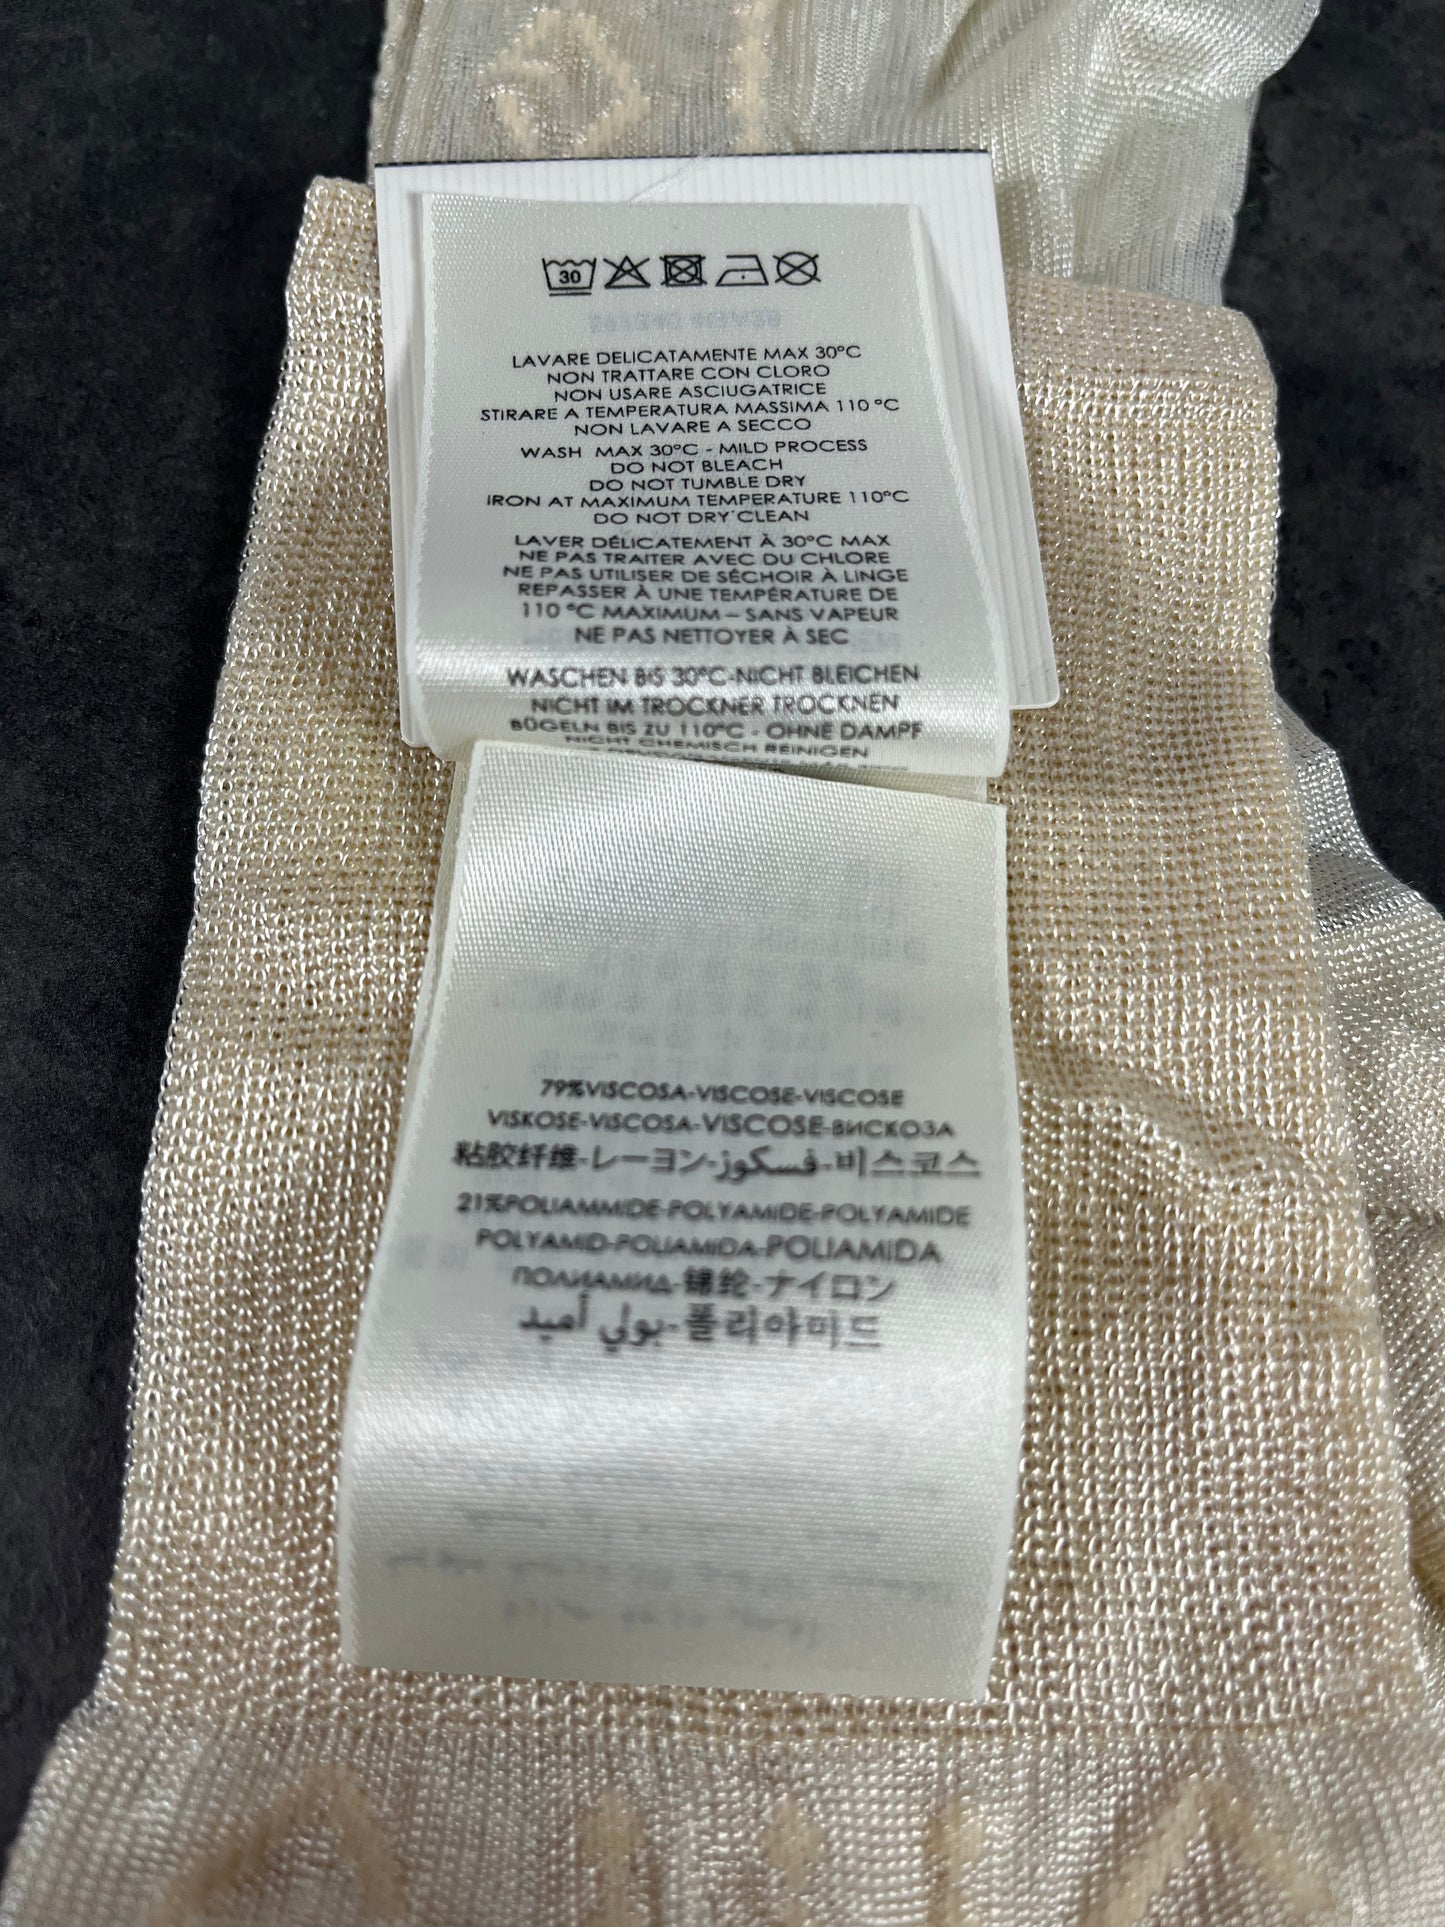 30
LAVARE DELICATAMENTE MAX 30°C
NON TRATTARE CON CLORO
NON USARE ASCIUGATRICE
STIRARE A TEMPERATURA MASSIMA 110 °C
NON LAVARE A SECCO
WASH MAX 30°C - MILD PROCESS
DO NOT BLEACH
DO NOT TUMBLE DRY
IRON AT MAXIMUM TEMPERATURE 110°C
DO NOT DRY CLEAN
LAVER DÉLICATEMENT À 30°C MAX
NE PAS TRAITER AVEC DU CHLORE
NE PAS UTILISER DE SÉCHOIR À LINGE
REPASSER À UNE TEMPÉRATURE DE
110 °C MAXIMUM – SANS VAPEUR
NE PAS NETTOYER À SEC
WASCHEN BIS 30°C-NICHT BLEICHEN
NICHT IM TROCKNER TROCKNEN
BÜGELN BIS ZU 110°C - OHNE DAMPF
NICHT CHEMISCH REINIGEN
79%VISCOSA-VISCOSE-VISCOSE
VISKOSE-VISCOSA-VISCOSE-ВИСКОЗА
粘胶纤维-レーヨン-فسكوز-비스코스
21%POLIAMMIDE-POLYAMIDE-POLYAMIDE
POLYAMID-POLIAMIDA-POLIAMIDA
ПОЛИАМИД-锦纶-ナイロン
بولي أميد-폴리아미드